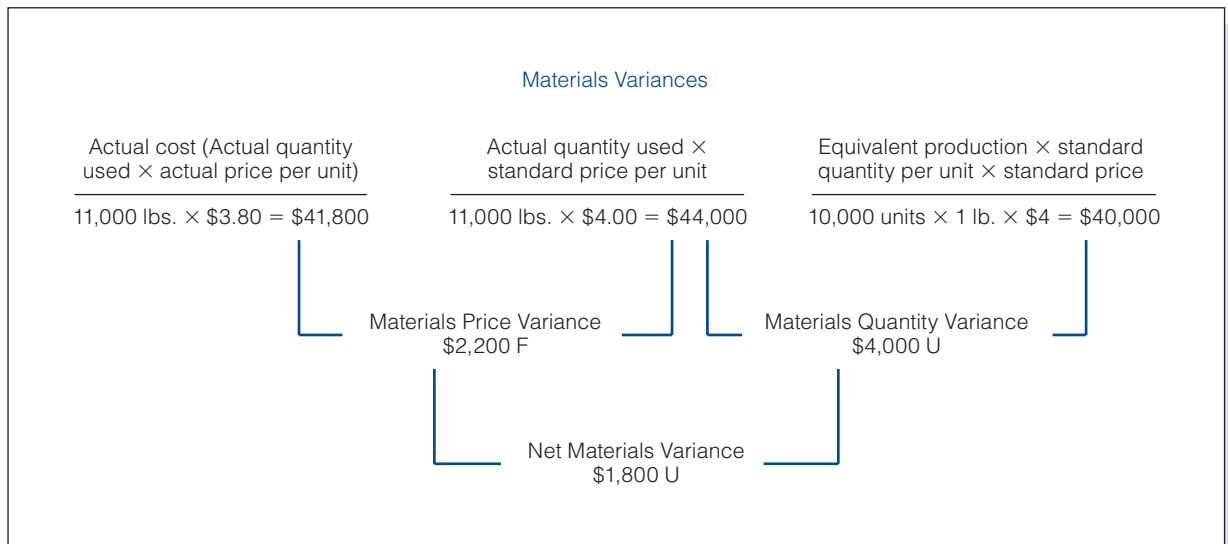 Materials Variances
Actual cost (Actual quantity
used × actual price per unit)
11,000 lbs. × $3.80 = $41,800
Actual quantity used ×
standard price per unit
11,000 lbs. × $4.00 = $44,000
Equivalent production × standard
quantity per unit × standard price
10,000 units × 1 lb. × $4 = $40,000
Materials Price Variance
$2,200 F
Materials Quantity Variance
$4,000 U
Net Materials Variance
$1,800 U